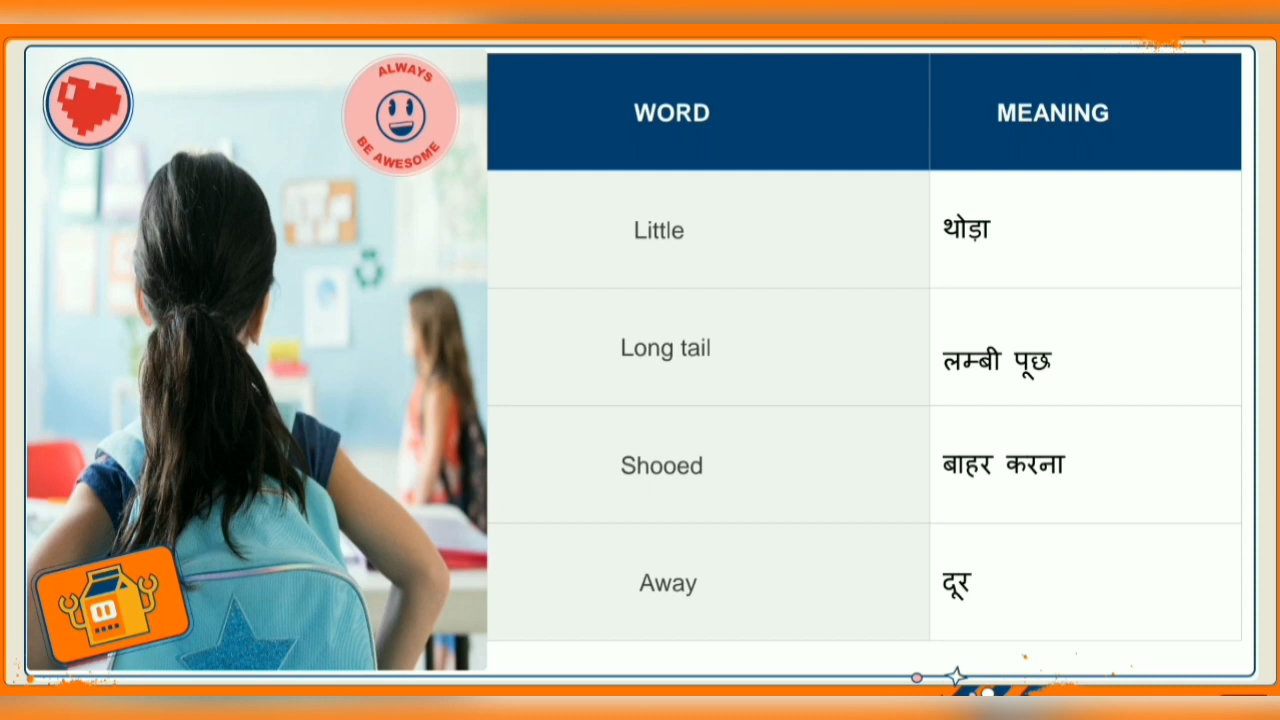 ALWAYS
BE AWESOME
WORD MEANING
Little थोड़ा
Long tail लम्बी पूछ
Shooed बाहर करना
Away दूर